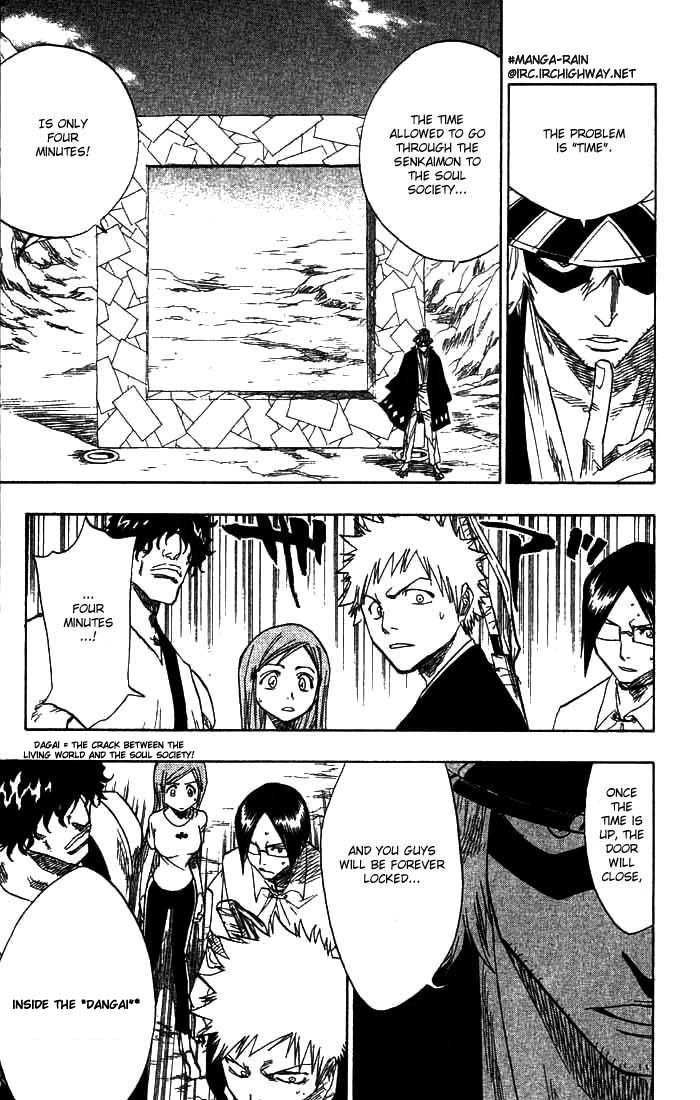 #MANGA-RAIN
@IRC.IRCHIGHWAY.NET
THE PROBLEM
IS "TIME".
THE TIME
ALLOWED TO GO
THROUGH THE
SENKAIMON TO
THE SOUL
SOCIETY...
IS ONLY
FOUR
MINUTES!
...
FOUR
MINUTES
...!
ONCE
THE
TIME IS
UP, THE
DOOR
WILL
CLOSE,
AND YOU GUYS
WILL BE FOREVER
LOCKED...
DAGAI = THE CRACK BETWEEN THE
LIVING WORLD AND THE SOUL SOCIETY!
INSIDE THE "DANGAI"*